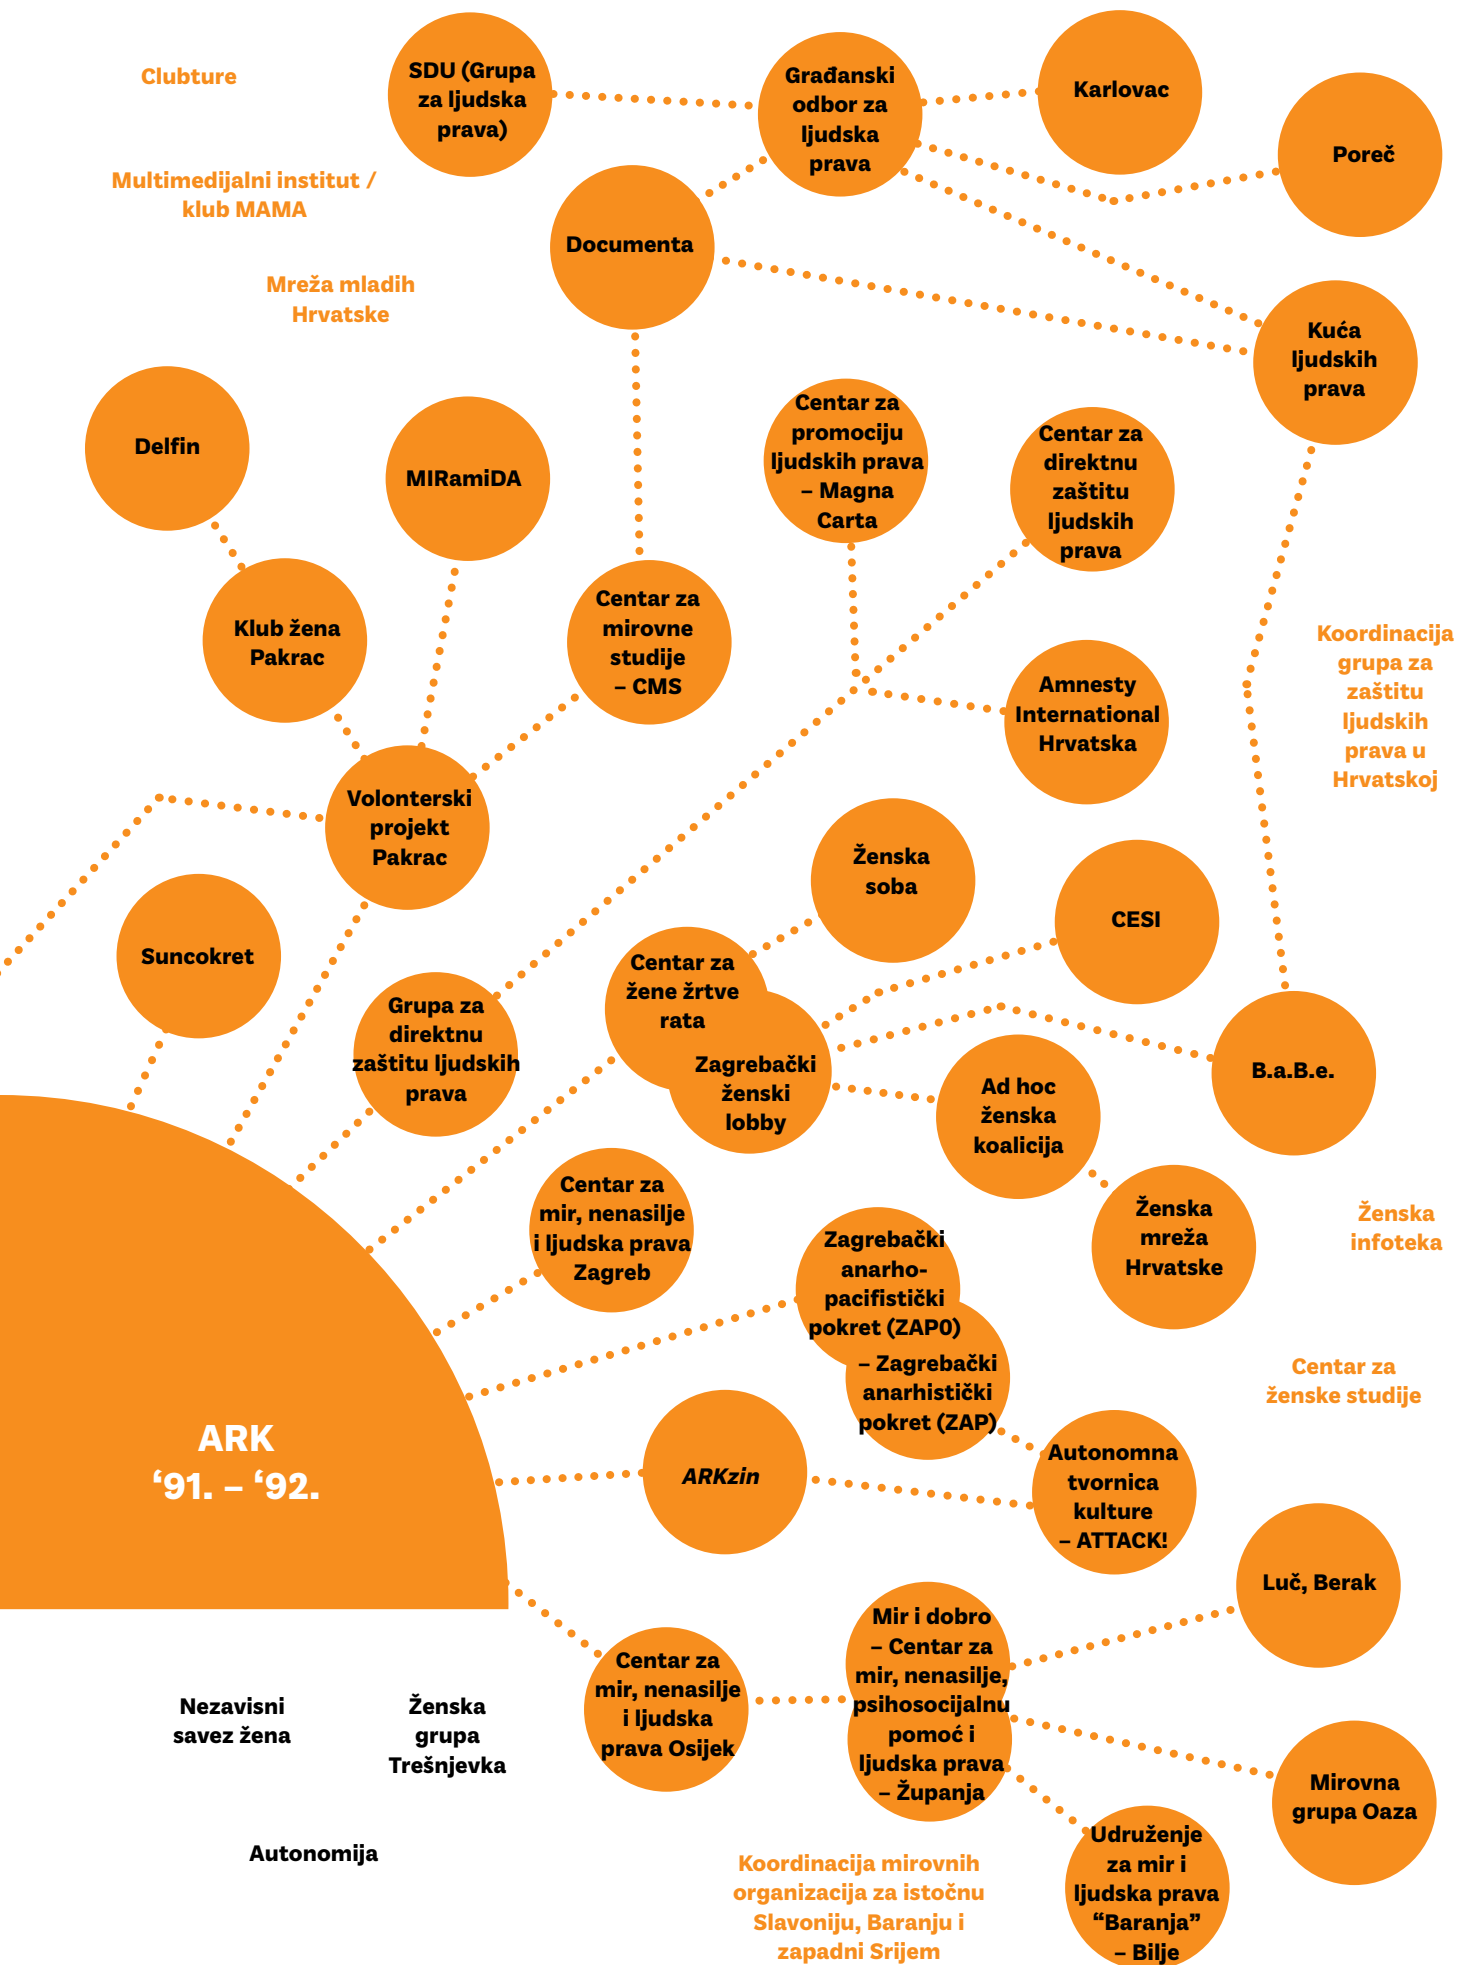 Clubture
SDU (Grupa
za ljudska
prava)
Građanski
odbor za
ljudska
prava
Karlovac
Poreč
Multimedijalni institut /
klub MAMA
Documenta
Mreža mladih
Hrvatske
Kuća
ljudskih
prava
Delfin
MIRamiDA
Centar za
promociju
ljudskih prava
– Magna
Carta
Centar za
direktnu
zaštitu
ljudskih
prava
Klub žena
Pakrac
Centar za
mirovne
studije
– CMS
Koordinacija
grupa za
zaštitu
ljudskih
prava u
Hrvatskoj
Amnesty
International
Hrvatska
Volonterski
projekt
Pakrac
Ženska
soba
CESI
Suncokret
Centar za
žene žrtve
rata
Grupa za
direktnu
zaštitu ljudskih
prava
Zagrebački
ženski
lobby
Ad hoc
ženska
koalicija
B.a.B.e.
Centar za
mir, nenasilje
i ljudska prava
Zagreb
Ženska
mreža
Hrvatske
Ženska
infoteka
Zagrebački
anarho-
pacifistički
pokret (ZAP0)
– Zagrebački
anarhistički
pokret (ZAP)
Centar za
ženske studije
ARK
‘91. – ‘92.
ARKzin
Autonomna
tvornica
kulture
– ATTACK!
Luč, Berak
Mir i dobro
– Centar za
mir, nenasilje,
psihosocijalnu
pomoć i
ljudska prava
– Županja
Centar za
mir, nenasilje
i ljudska
prava Osijek
Nezavisni
savez žena
Ženska
grupa
Trešnjevka
Mirovna
grupa Oaza
Autonomija
Koordinacija mirovnih
organizacija za istočnu
Slavoniju, Baranju i
zapadni Srijem
Udruženje
za mir i
ljudska prava
“Baranja”
– Bilje